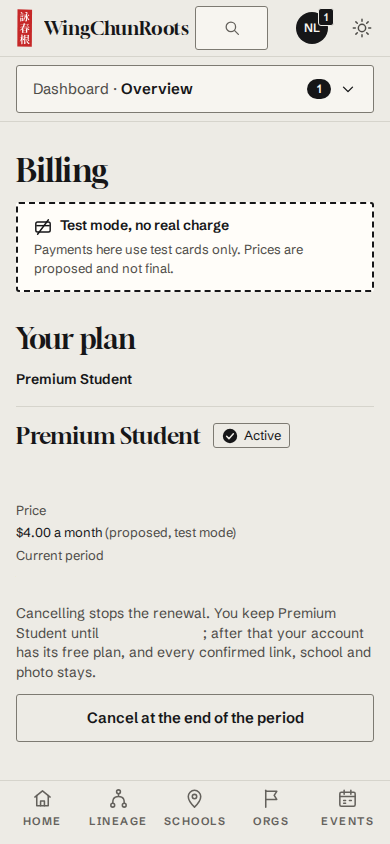 詠春根
WingChunRoots
NL
1
Dashboard · Overview
1
Billing
Test mode, no real charge
Payments here use test cards only. Prices are
proposed and not final.
Your plan
Premium Student
Premium Student
Active
Price
$4.00 a month (proposed, test mode)
Current period
Cancelling stops the renewal. You keep Premium
Student until ; after that your account
has its free plan, and every confirmed link, school and
photo stays.
Cancel at the end of the period
HOME
LINEAGE
SCHOOLS
ORGS
EVENTS